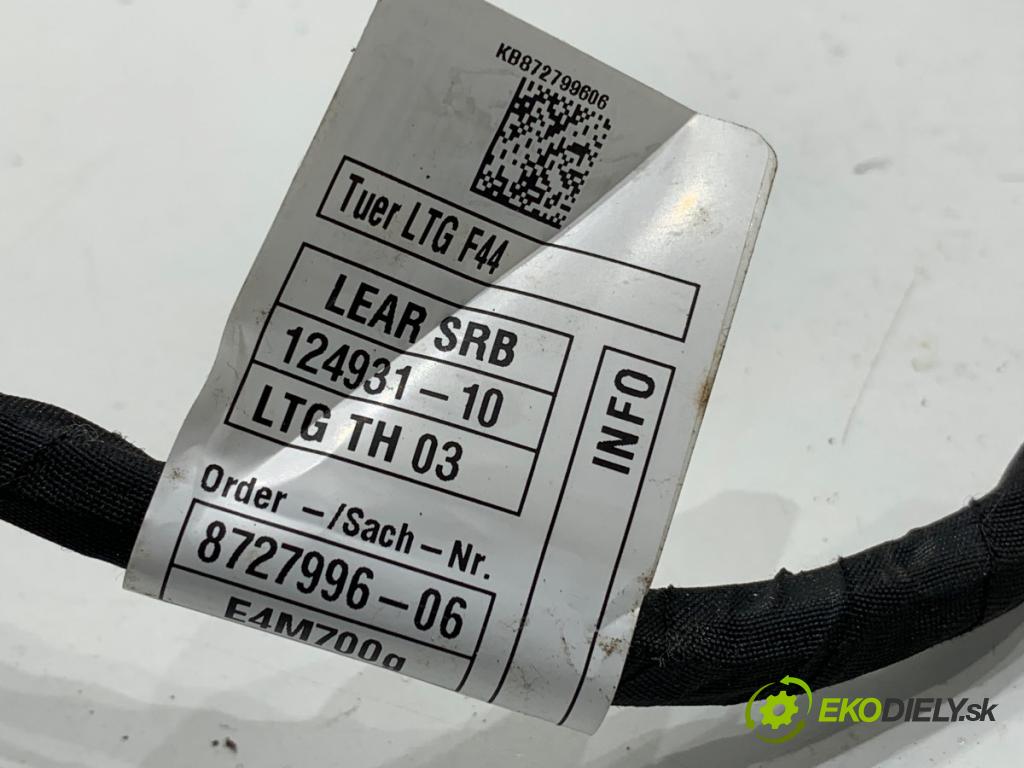 KB872799606
Tuer LTG F44
LEAR SRB
124931-10
LTG TH 03
INFO
Order -/Sach-Nr.
8727996-06
E4M700g
EKODIELY.sk